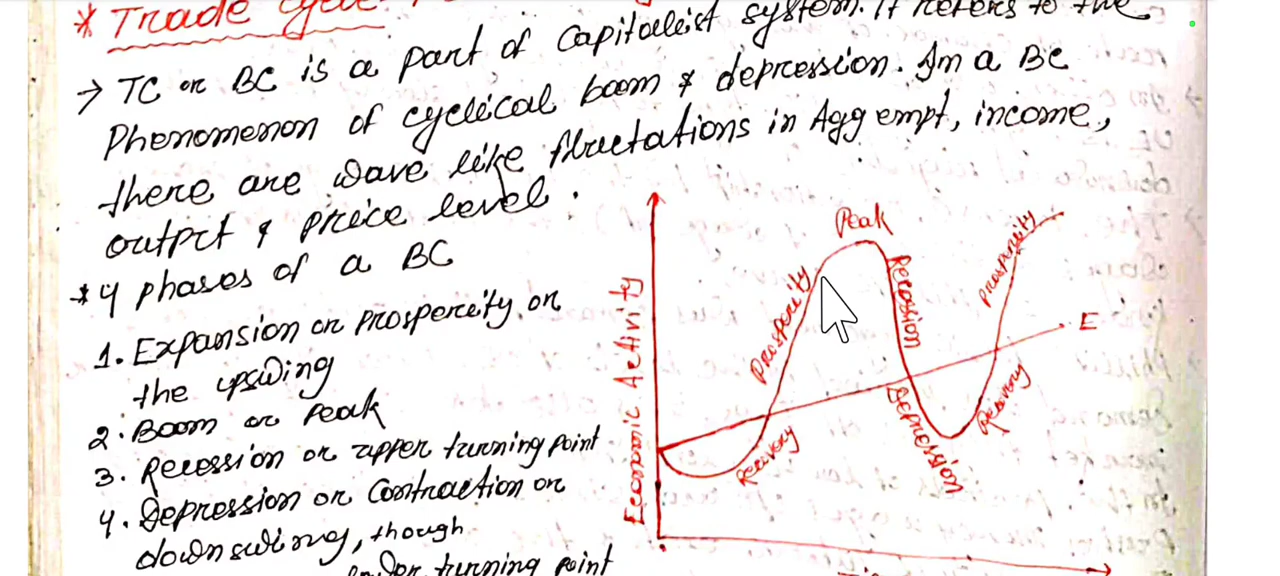 * Trade Cycle
→ TC or BC is a part of Capitalist system. It refers to the
Phenomenon of cyclical boom & depression. In a BC
there are wave like fluctations in Agg empt, income,
output & price level.
* 4 phases of a BC
1. Expansion or prosperity or
the upswing
2. Boom or Peak
3. Recession or upper turning point
4. Depression or Contraction or
downswing, though
turning point
Economic Activity
Peak
Prosperity
Recession
Prosperity
E
Recovery
Depression
Recovery